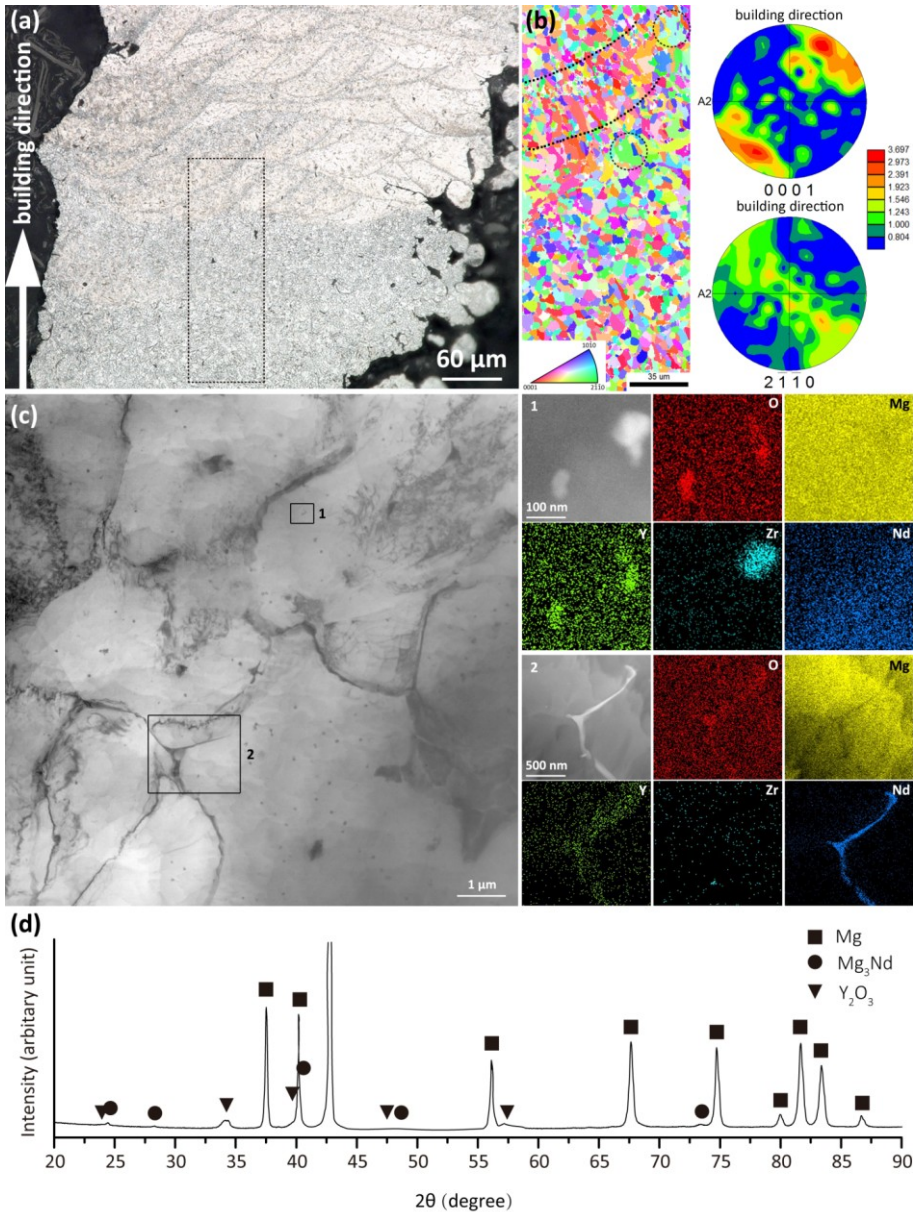 (a)
building direction
60 µm
(b)
building direction
A2
0 0 0 1
3.697
2.973
2.391
1.923
1.546
1.243
1.000
0.804
building direction
A2
2 1 1 0
1010
0001
2110
35 um
(c)
1
2
1 µm
1
O
Mg
100 nm
Y
Zr
Nd
2
O
Mg
500 nm
Y
Zr
Nd
(d)
Intensity (arbitary unit)
Mg
Mg₃Nd
Y₂O₃
20 25 30 35 40 45 50 55 60 65 70 75 80 85 90
2θ (degree)